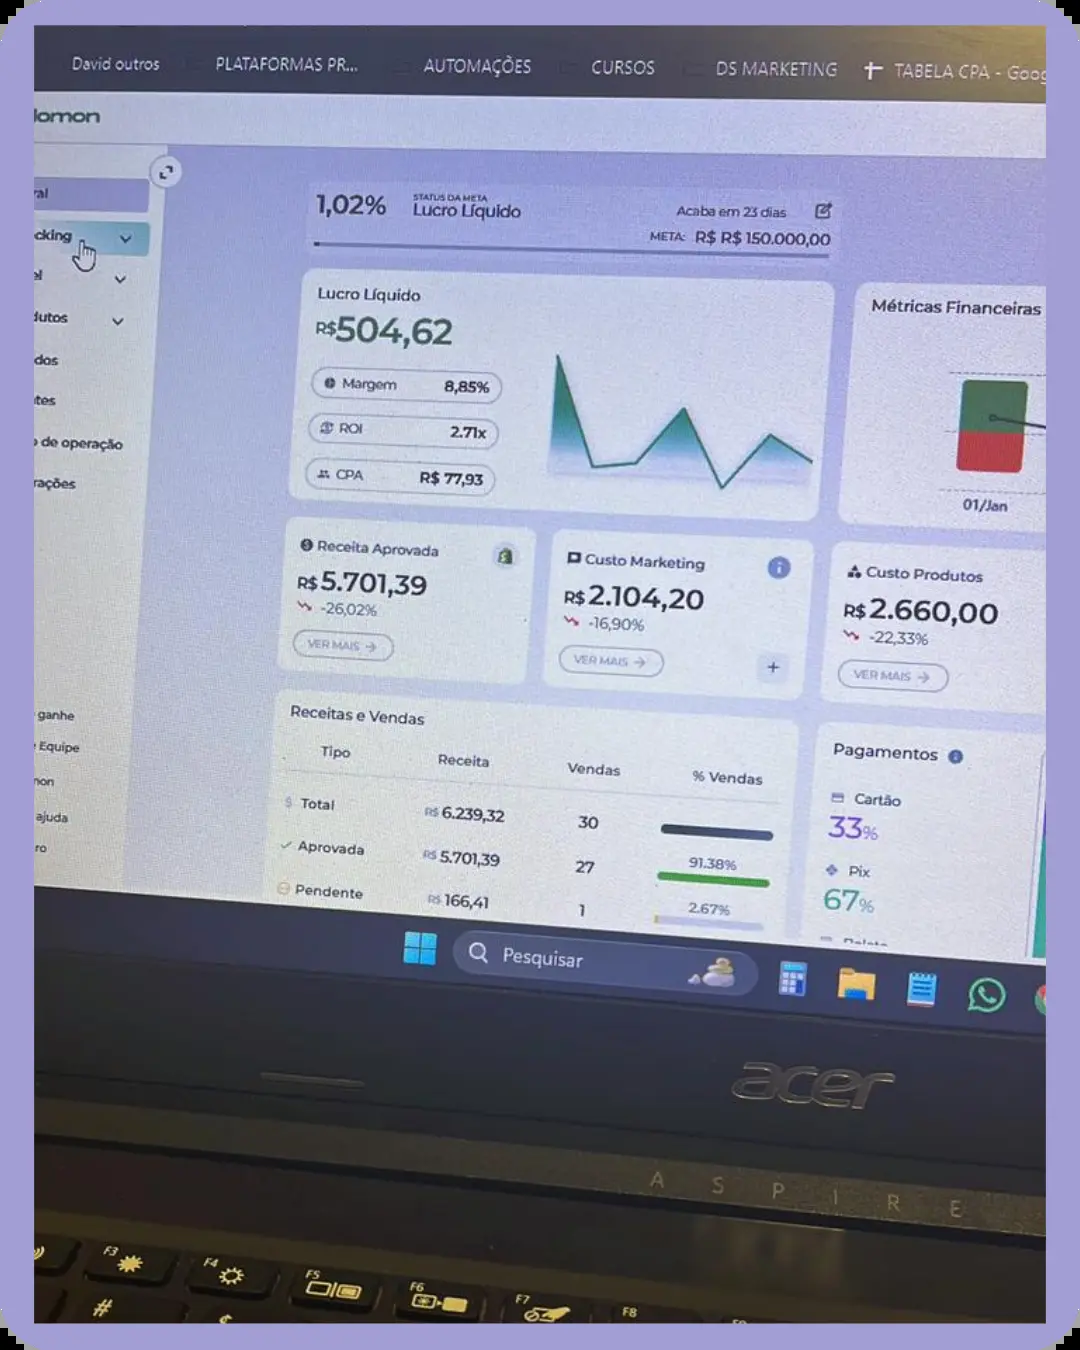 David outros PLATAFORMAS PR... AUTOMAÇÕES CURSOS DS MARKETING TABELA CPA - Goog
lomon
ral
cking
el
dutos
dos
ntes
o de operação
rações
ganhe
Equipe
mon
ajuda
ro
1,02% STATUS DA META
Lucro Líquido
Acaba em 23 dias
META: R$ R$ 150.000,00
Lucro Líquido
R$504,62
Margem 8,85%
ROI 2.71x
CPA R$ 77,93
Métricas Financeiras
01/Jan
Receita Aprovada
R$5.701,39
-26,02%
VER MAIS
Custo Marketing
R$2.104,20
-16,90%
VER MAIS
+
Custo Produtos
R$2.660,00
-22,33%
VER MAIS
Receitas e Vendas
Tipo Receita Vendas % Vendas
Total R$ 6.239,32 30
Aprovada R$ 5.701,39 27 91.38%
Pendente R$ 166,41 1 2.67%
Pagamentos
Cartão
33%
Pix
67%
Pesquisar
acer
ASPIRE
F3 F4 F5 F6 F7 F8
#